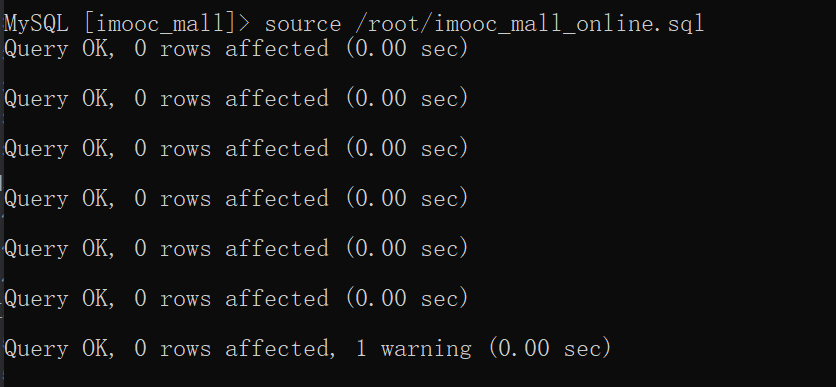 MySQL [imooc_mall]> source /root/imooc_mall_online.sql
Query OK, 0 rows affected (0.00 sec)
Query OK, 0 rows affected (0.00 sec)
Query OK, 0 rows affected (0.00 sec)
Query OK, 0 rows affected (0.00 sec)
Query OK, 0 rows affected (0.00 sec)
Query OK, 0 rows affected (0.00 sec)
Query OK, 0 rows affected, 1 warning (0.00 sec)